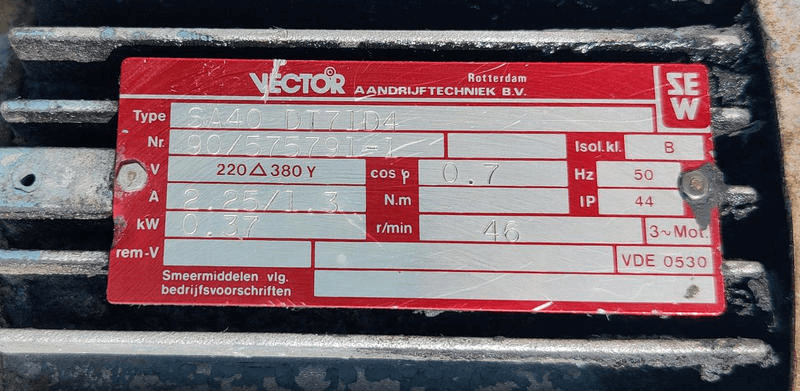 VECTOR © Rotterdam
AANDRIJFTECHNIEK B.V.
SEW
Type SA40 DT71D4
Nr. 90/575791-1 Isol.kl. B
V 220 △ 380 Y cos φ 0.7 Hz 50
A 2.25/1.3 N.m IP 44
kW 0.37 r/min 46 3~Mot.
rem-V VDE 0530
Smeermiddelen vlg.
bedrijfsvoorschriften